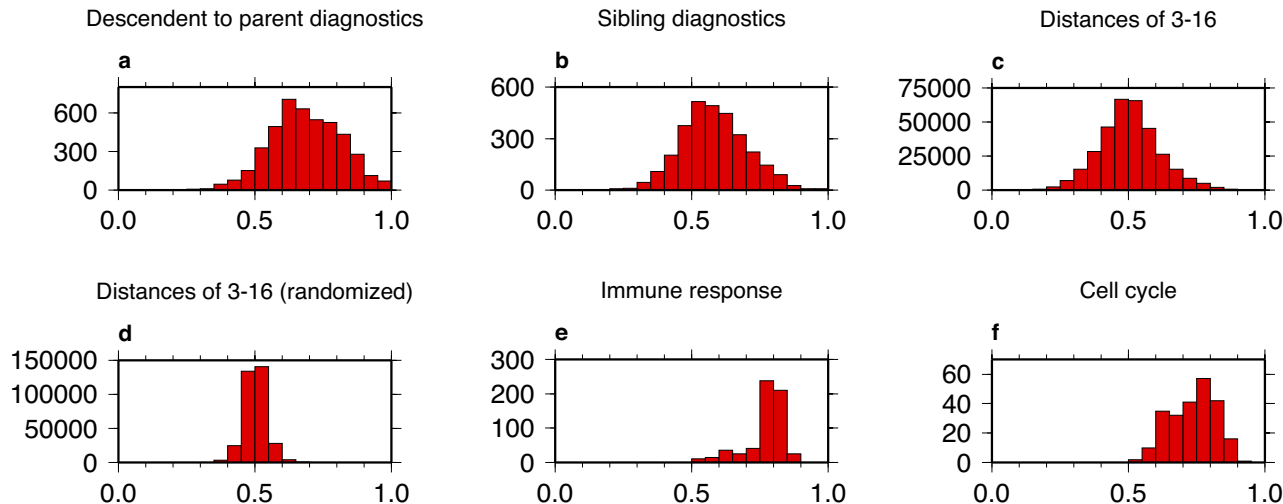 Descendent to parent diagnostics
Sibling diagnostics
Distances of 3-16
a
b
c
600
300
0
0.0 0.5 1.0
600
300
0
0.0 0.5 1.0
75000
50000
25000
0
0.0 0.5 1.0
Distances of 3-16 (randomized)
Immune response
Cell cycle
d
e
f
150000
100000
50000
0
0.0 0.5 1.0
300
200
100
0
0.0 0.5 1.0
60
40
20
0
0.0 0.5 1.0